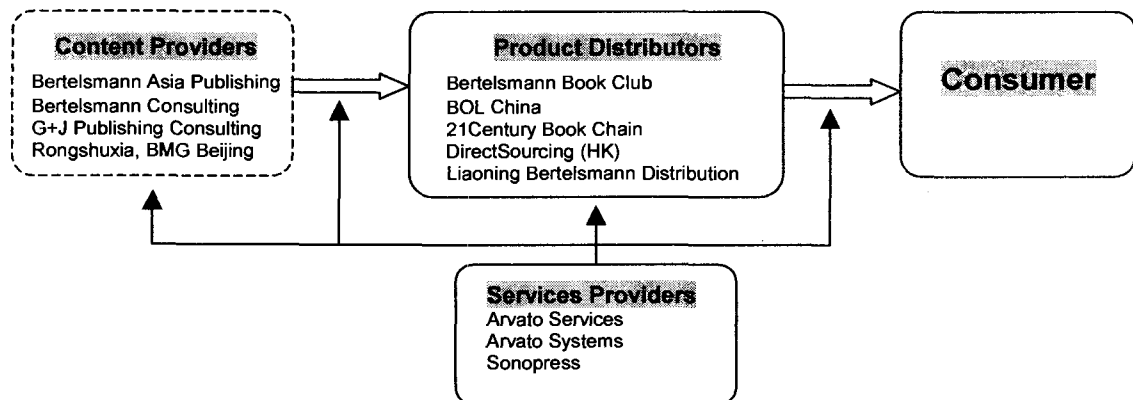 Content Providers
Bertelsmann Asia Publishing
Bertelsmann Consulting
G+J Publishing Consulting
Rongshuxia, BMG Beijing
Product Distributors
Bertelsmann Book Club
BOL China
21Century Book Chain
DirectSourcing (HK)
Liaoning Bertelsmann Distribution
Consumer
Services Providers
Arvato Services
Arvato Systems
Sonopress